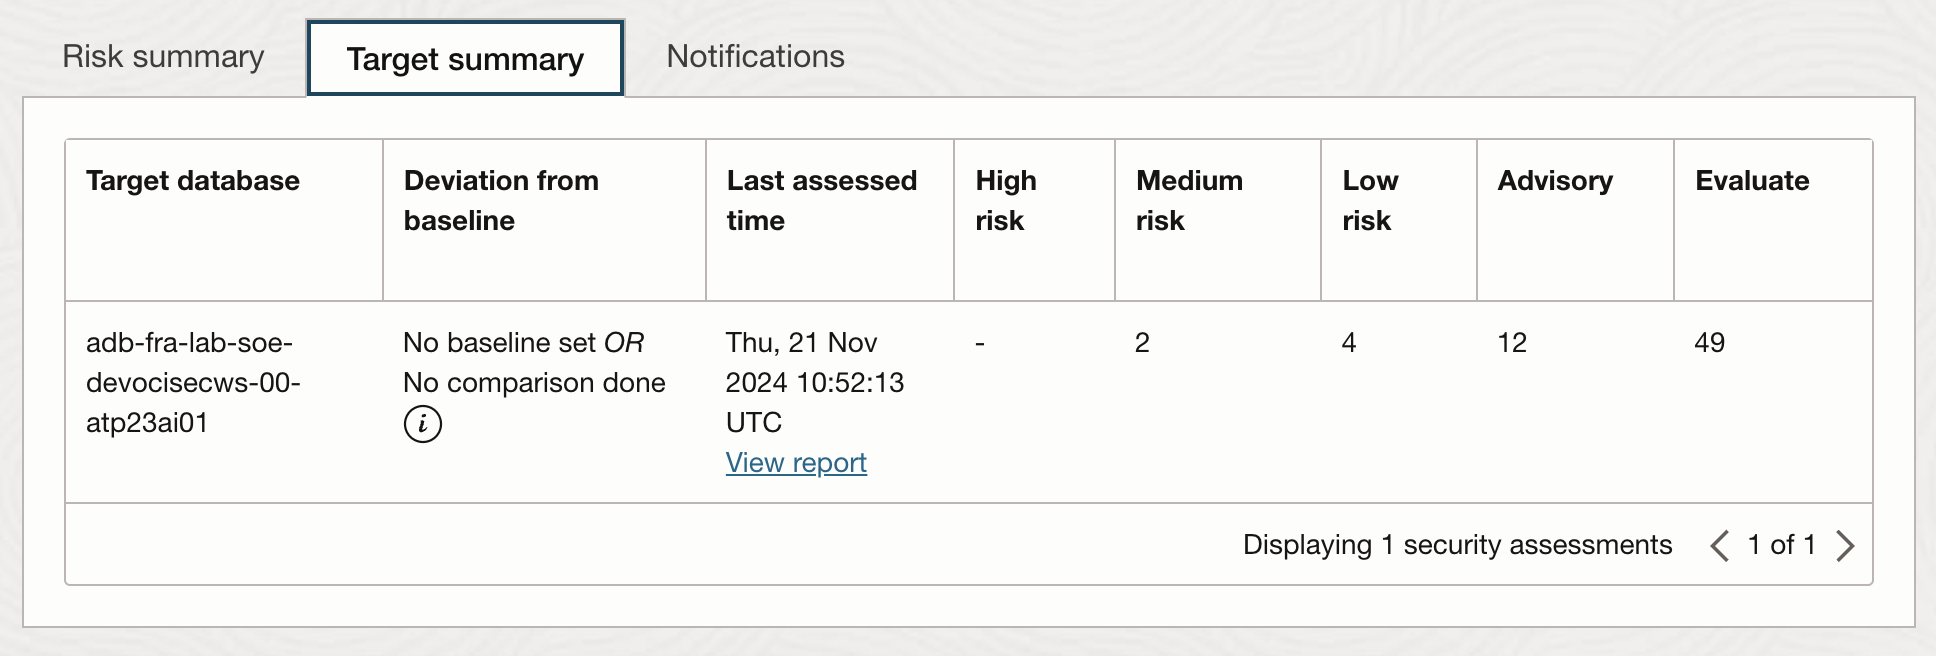 Risk summary
Target summary
Notifications
Target database
Deviation from
baseline
Last assessed
time
High
risk
Medium
risk
Low
risk
Advisory
Evaluate
adb-fra-lab-soe-
devocisecws-00-
atp23ai01
No baseline set OR
No comparison done
i
Thu, 21 Nov
2024 10:52:13
UTC
View report
-
2
4
12
49
Displaying 1 security assessments
1 of 1